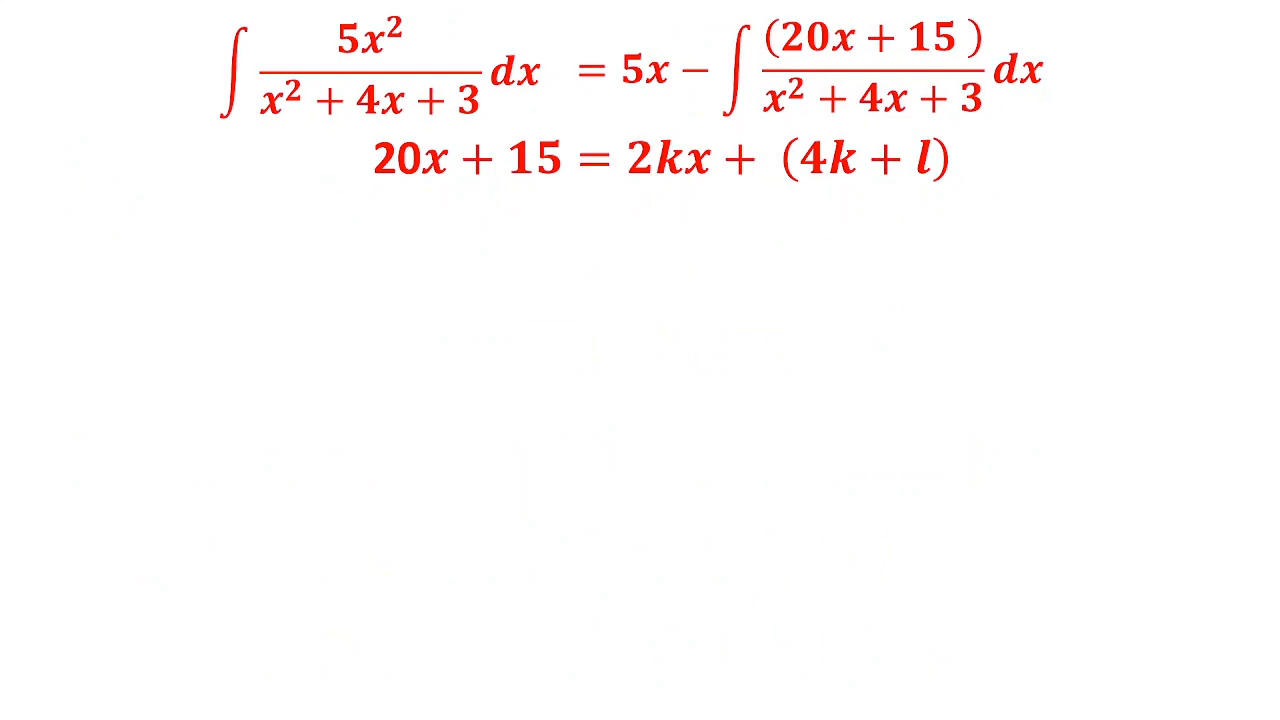 ∫ 5x²/(x² + 4x + 3) dx = 5x − ∫ (20x + 15 )/(x² + 4x + 3) dx
20x + 15 = 2kx + (4k + l)